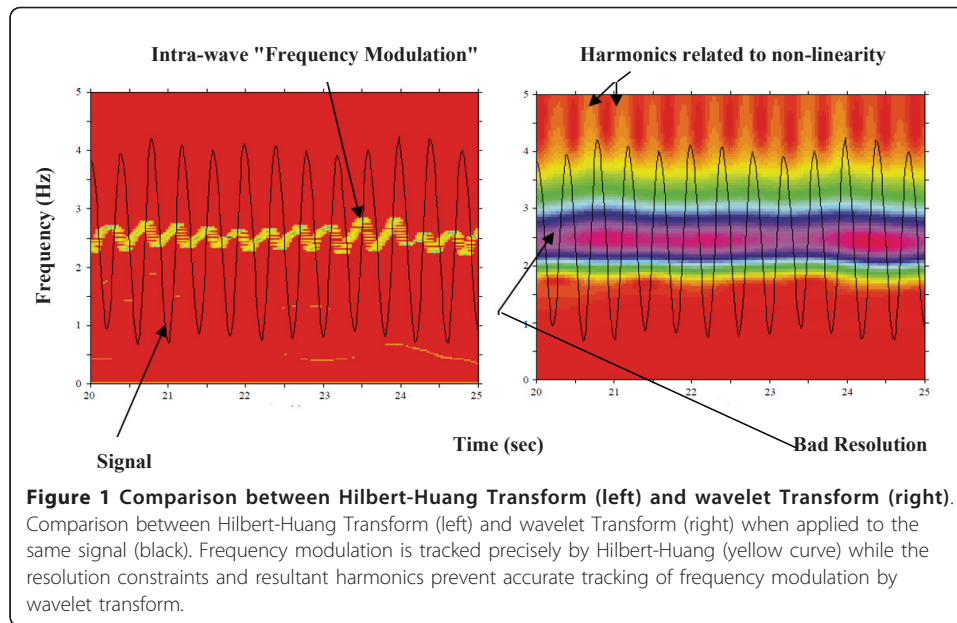 Intra-wave "Frequency Modulation"
Harmonics related to non-linearity
5
4
3
2
1
0
Frequency (Hz)
20 21 22 23 24 25
5
4
3
2
1
0
20 21 22 23 24 25
Time (sec)
Signal
Bad Resolution
Figure 1 Comparison between Hilbert-Huang Transform (left) and wavelet Transform (right).
Comparison between Hilbert-Huang Transform (left) and wavelet Transform (right) when applied to the
same signal (black). Frequency modulation is tracked precisely by Hilbert-Huang (yellow curve) while the
resolution constraints and resultant harmonics prevent accurate tracking of frequency modulation by
wavelet transform.